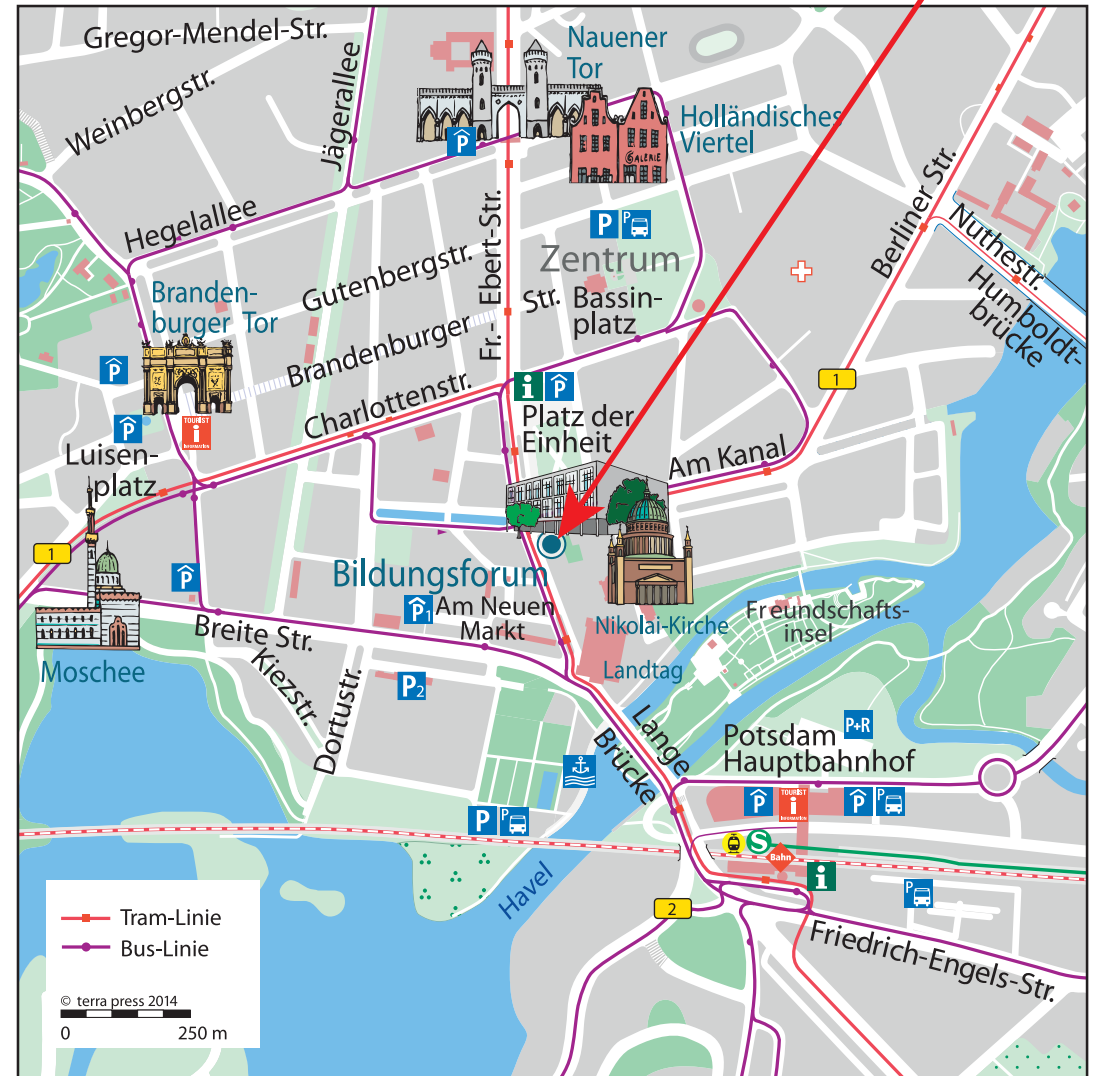 Gregor-Mendel-Str.
Weinbergstr.
Jägerallee
Nauener
Tor
Holländisches
Viertel
GALERIE
P
Hegelallee
Fr.- Ebert-Str.
Berliner Str.
Nuthestr.
Humboldt-
brücke
P
P
Zentrum
Gutenbergstr.
Branden-
burger Tor
Brandenburger
Str.
Bassin-
platz
P
Charlottenstr.
i
P
1
Platz der
Einheit
P
TOURIST
i
INFORMATION
Luisen-
platz
Am Kanal
1
P
Bildungsforum
P1
Am Neuen
Markt
Nikolai-Kirche
Freundschafts-
insel
Breite Str.
Moschee
Kiezstr.
Dortustr.
P2
Landtag
Lange
Brücke
P+R
Potsdam
Hauptbahnhof
P
TOURIST
i
INFORMATION
P
P
P
P
S
Bahn
i
Havel
P
2
Friedrich-Engels-Str.
Tram-Linie
Bus-Linie
© terra press 2014
0
250 m